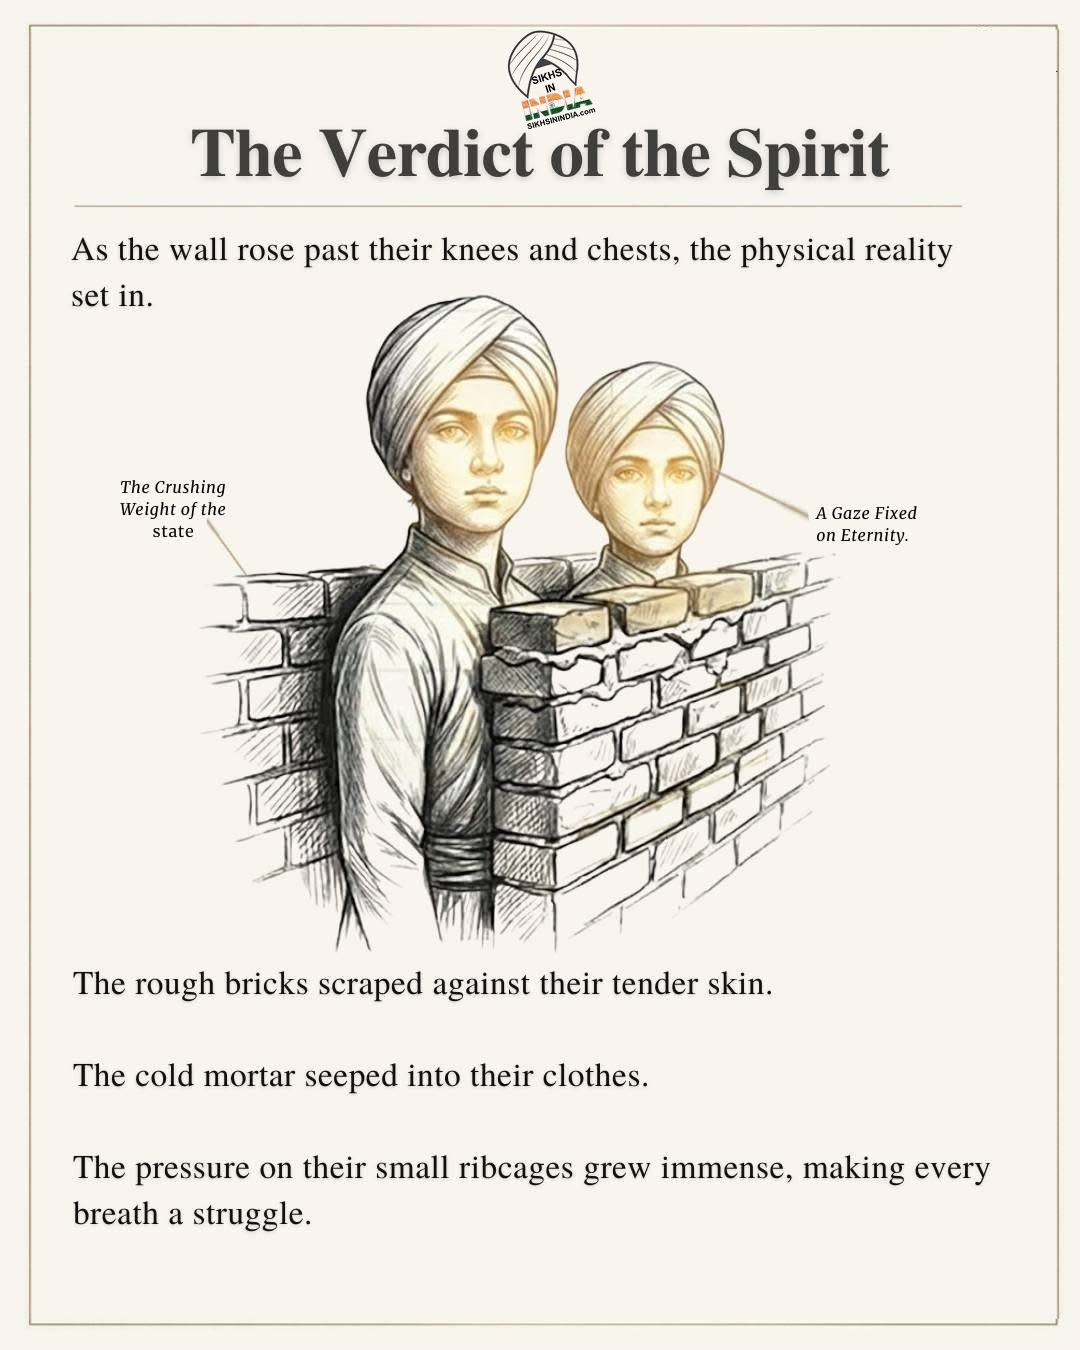 SIKHS
IN
INDIA
SIKHSININDIA.com
The Verdict of the Spirit
As the wall rose past their knees and chests, the physical reality
set in.
The Crushing
Weight of the
state
A Gaze Fixed
on Eternity.
The rough bricks scraped against their tender skin.
The cold mortar seeped into their clothes.
The pressure on their small ribcages grew immense, making every
breath a struggle.